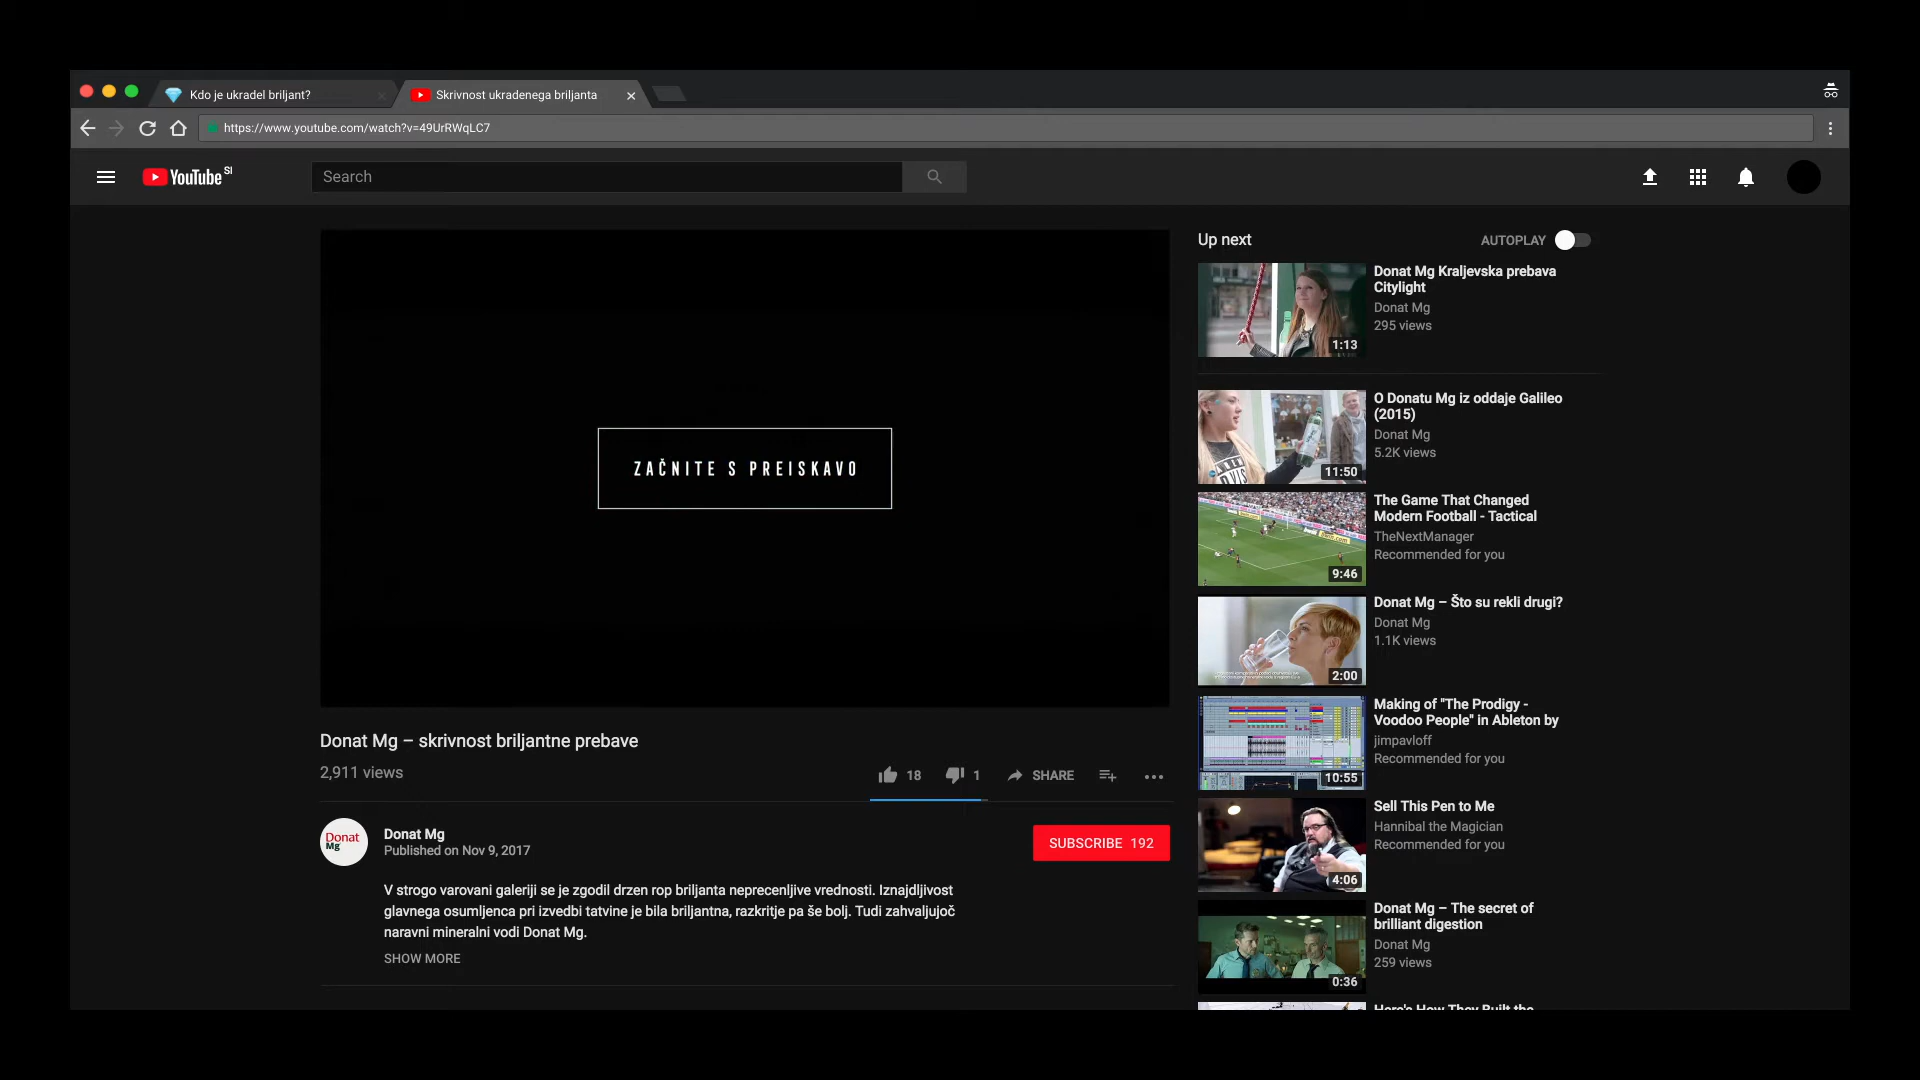 Kdo je ukradel briljant?
Skrivnost ukradenega briljanta
https://www.youtube.com/watch?v=49UrRWqLC7
YouTube SI
Search
ZAČNITE S PREISKAVO
Donat Mg – skrivnost briljantne prebave
2,911 views
18
1
SHARE
Donat Mg
Donat Mg
Published on Nov 9, 2017
SUBSCRIBE 192
V strogo varovani galeriji se je zgodil drzen rop briljanta neprecenljive vrednosti. Iznajdljivost
glavnega osumljenca pri izvedbi tatvine je bila briljantna, razkritje pa še bolj. Tudi zahvaljujoč
naravni mineralni vodi Donat Mg.
SHOW MORE
Up next
AUTOPLAY
1:13
Donat Mg Kraljevska prebava
Citylight
Donat Mg
295 views
11:50
O Donatu Mg iz oddaje Galileo
(2015)
Donat Mg
5.2K views
9:46
The Game That Changed
Modern Football - Tactical
TheNextManager
Recommended for you
2:00
Donat Mg – Što su rekli drugi?
Donat Mg
1.1K views
10:55
Making of "The Prodigy -
Voodoo People" in Ableton by
jimpavloff
Recommended for you
4:06
Sell This Pen to Me
Hannibal the Magician
Recommended for you
0:36
Donat Mg – The secret of
brilliant digestion
Donat Mg
259 views
Here's How They Built the